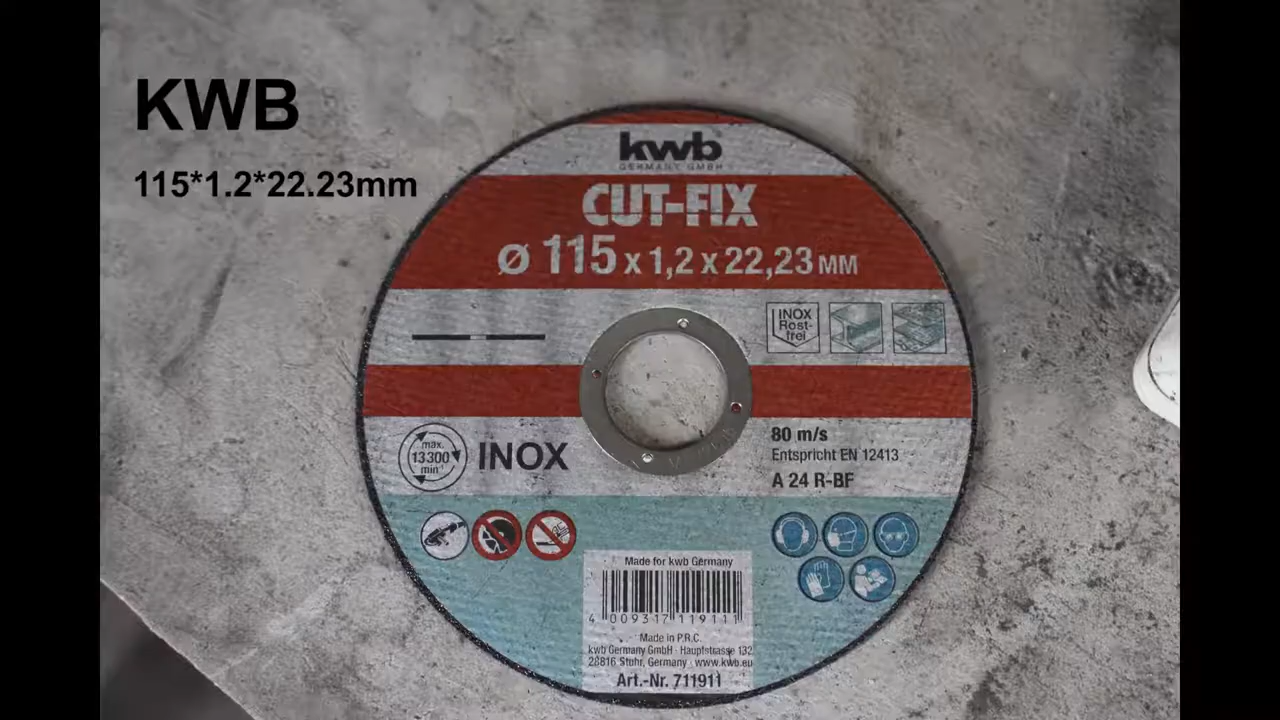 KWB
115*1.2*22.23mm
kwb
GERMANY GMBH
CUT-FIX
Ø 115 x 1,2 x 22,23 MM
INOX
Rost-
frei
max.
13300
min⁻¹
INOX
80 m/s
Entspricht EN 12413
A 24 R-BF
Made for kwb Germany
4 009317 119111
Made in P.R.C.
kwb Germany GmbH · Hauptstrasse 132
28816 Stuhr, Germany · www.kwb.eu
Art.-Nr. 711911